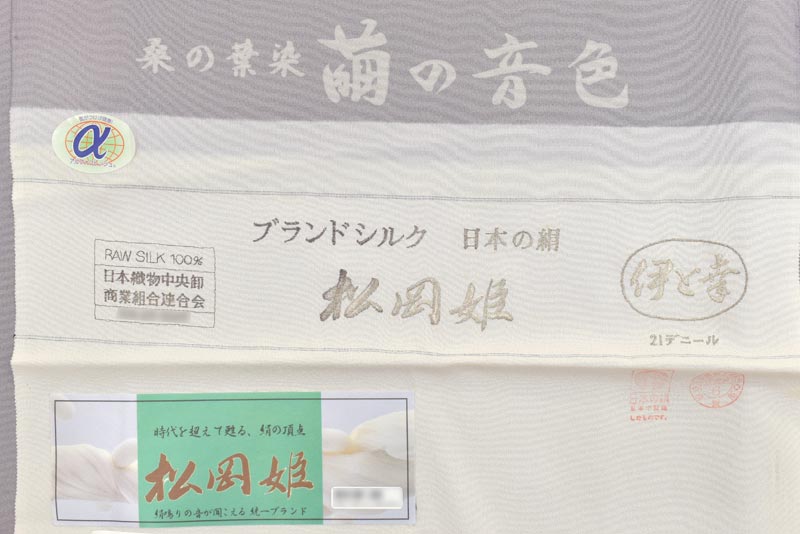 桑の葉染 繭の音色
α
ブランドシルク 日本の絹
松岡姫
RAW SILK 100%
日本織物中央卸
商業組合連合会
伊と幸
21デニール
日本の絹
時代を超えて甦る、絹の頂点
松岡姫
絹鳴りの音が聞こえる 統一ブランド